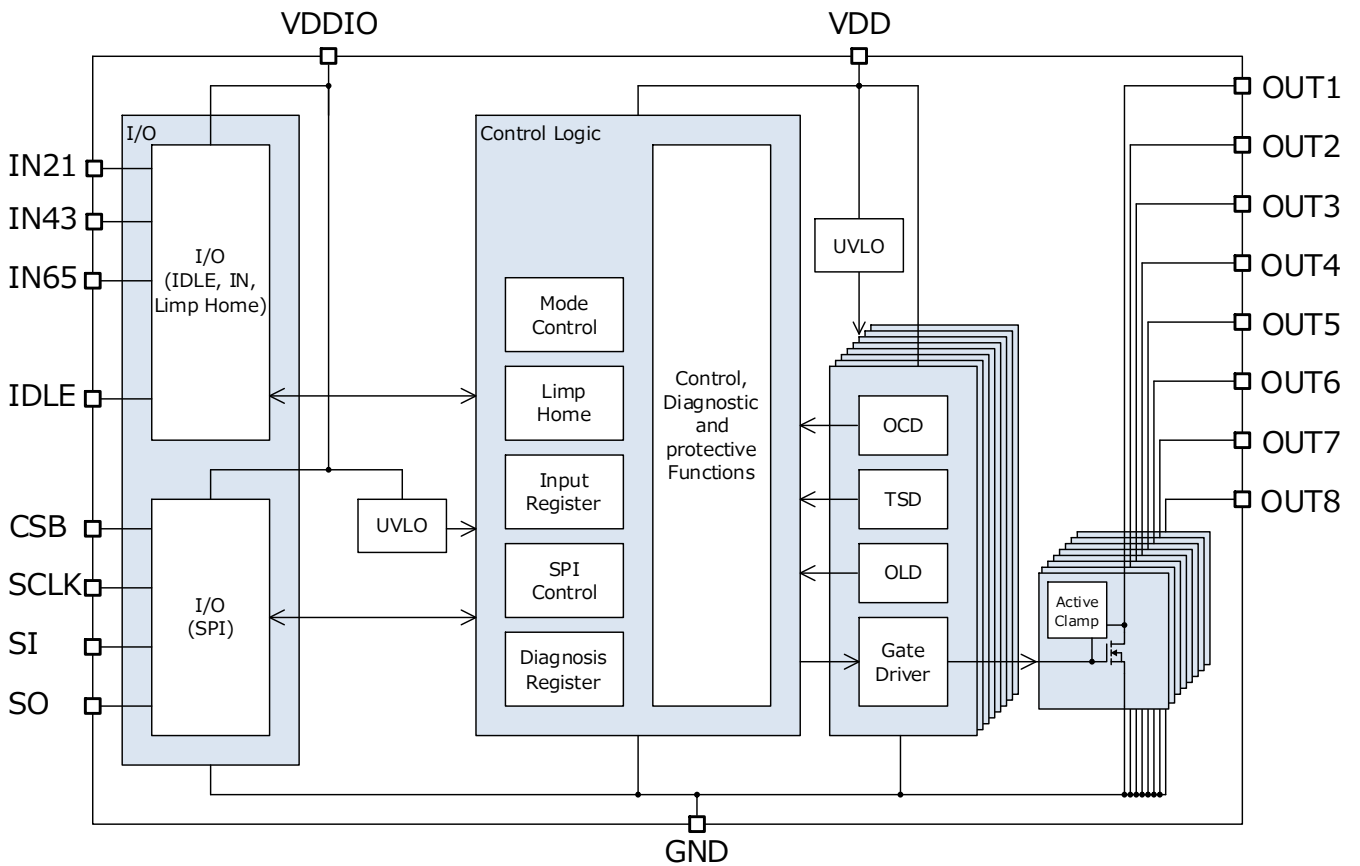 VDDIO
VDD
I/O
IN21
IN43
IN65
IDLE
I/O
(IDLE, IN,
Limp Home)
CSB
SCLK
SI
SO
I/O
(SPI)
UVLO
Control Logic
Mode
Control
Limp
Home
Input
Register
SPI
Control
Diagnosis
Register
Control,
Diagnostic
and
protective
Functions
UVLO
OCD
TSD
OLD
Gate
Driver
Active
Clamp
OUT1
OUT2
OUT3
OUT4
OUT5
OUT6
OUT7
OUT8
GND